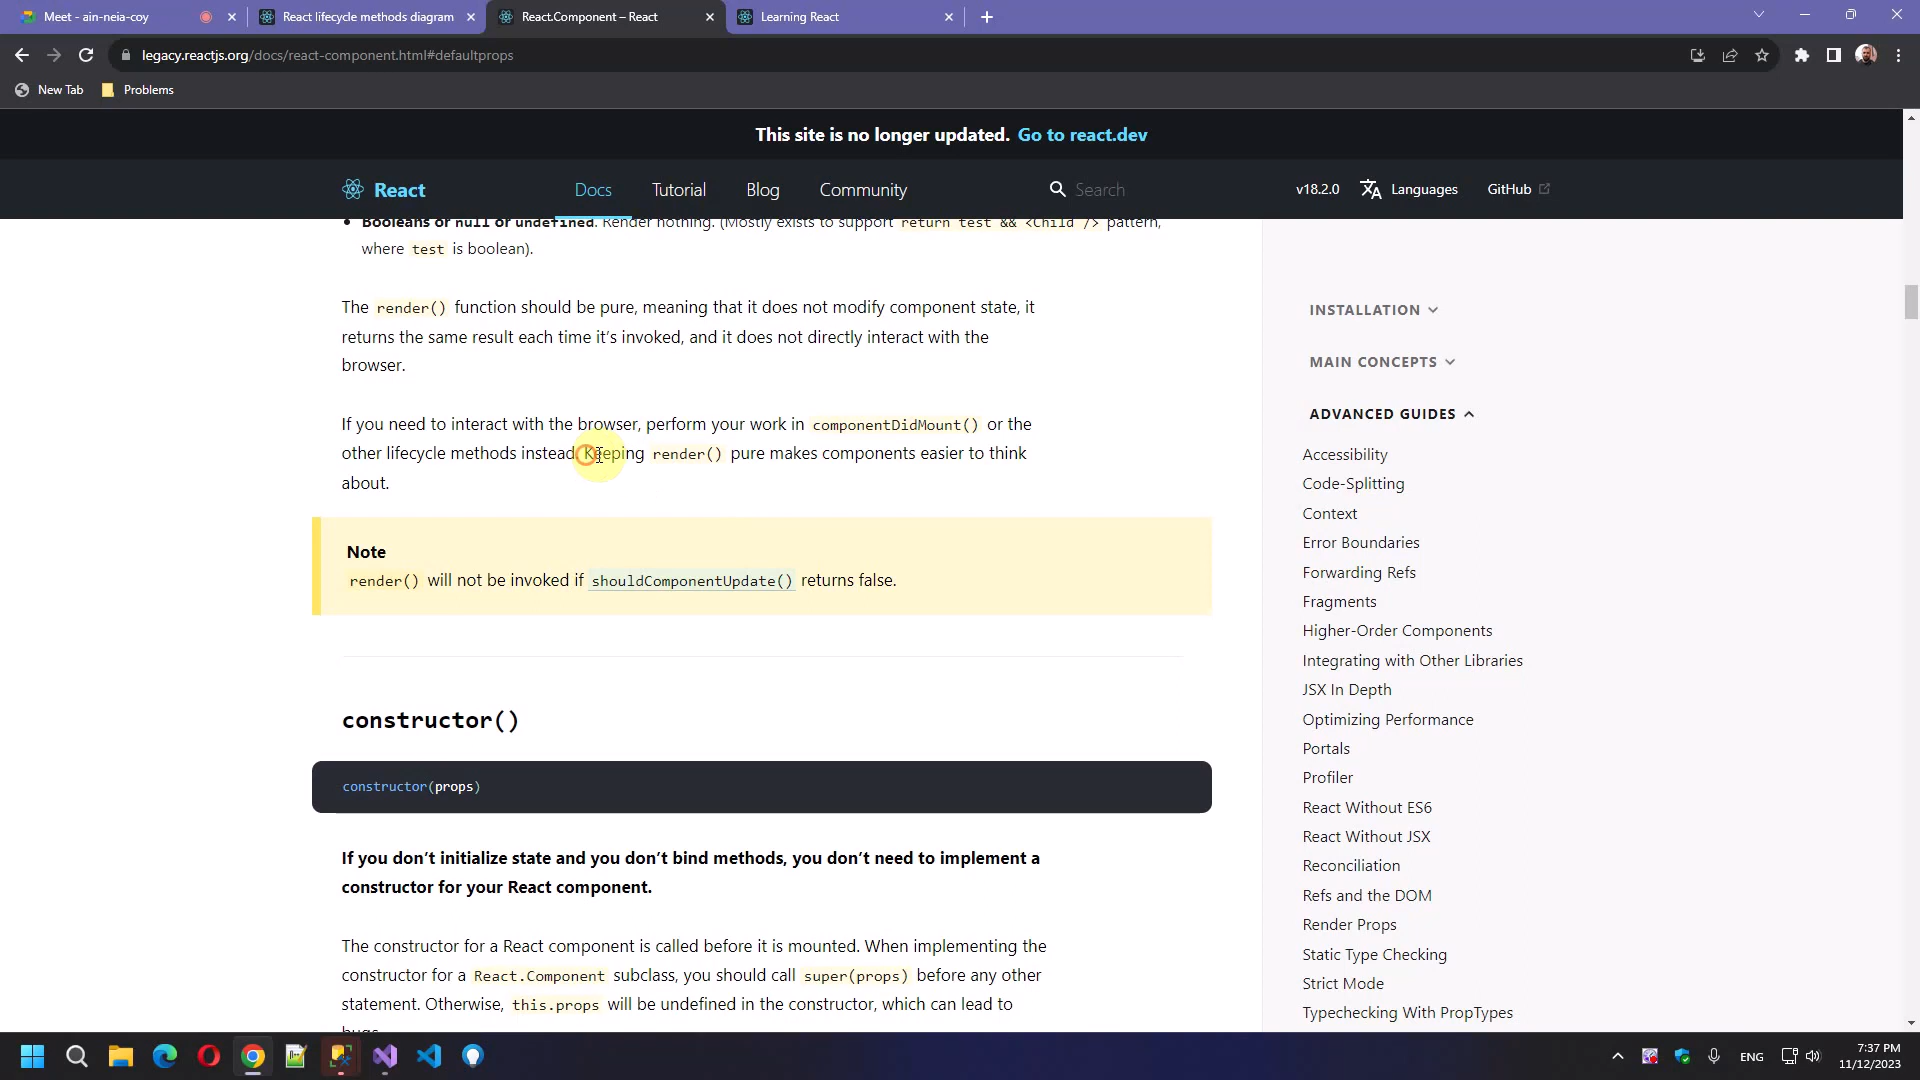 Meet - ain-neia-coy
React lifecycle methods diagram
React.Component – React
Learning React
legacy.reactjs.org/docs/react-component.html#defaultprops
New Tab
Problems
This site is no longer updated. Go to react.dev
React
Docs
Tutorial
Blog
Community
Search
v18.2.0
Languages
GitHub
• Booleans or null or undefined. Render nothing. (Mostly exists to support return test && <Child /> pattern,
where test is boolean).
The render() function should be pure, meaning that it does not modify component state, it
returns the same result each time it’s invoked, and it does not directly interact with the
browser.
If you need to interact with the browser, perform your work in componentDidMount() or the
other lifecycle methods instead. Keeping render() pure makes components easier to think
about.
Note
render() will not be invoked if shouldComponentUpdate() returns false.
constructor()
constructor(props)
If you don’t initialize state and you don’t bind methods, you don’t need to implement a
constructor for your React component.
The constructor for a React component is called before it is mounted. When implementing the
constructor for a React.Component subclass, you should call super(props) before any other
statement. Otherwise, this.props will be undefined in the constructor, which can lead to
bugs.
INSTALLATION
MAIN CONCEPTS
ADVANCED GUIDES
Accessibility
Code-Splitting
Context
Error Boundaries
Forwarding Refs
Fragments
Higher-Order Components
Integrating with Other Libraries
JSX In Depth
Optimizing Performance
Portals
Profiler
React Without ES6
React Without JSX
Reconciliation
Refs and the DOM
Render Props
Static Type Checking
Strict Mode
Typechecking With PropTypes
ENG
7:37 PM
11/12/2023